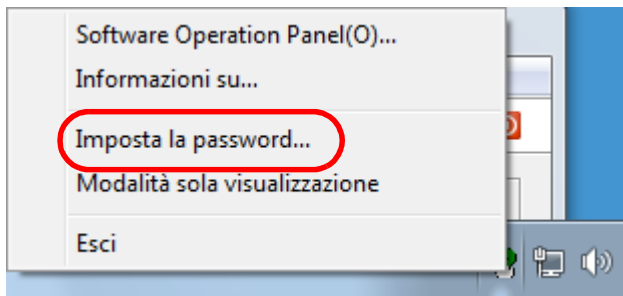 Software Operation Panel(O)...
Informazioni su...
Imposta la password...
Modalità sola visualizzazione
Esci